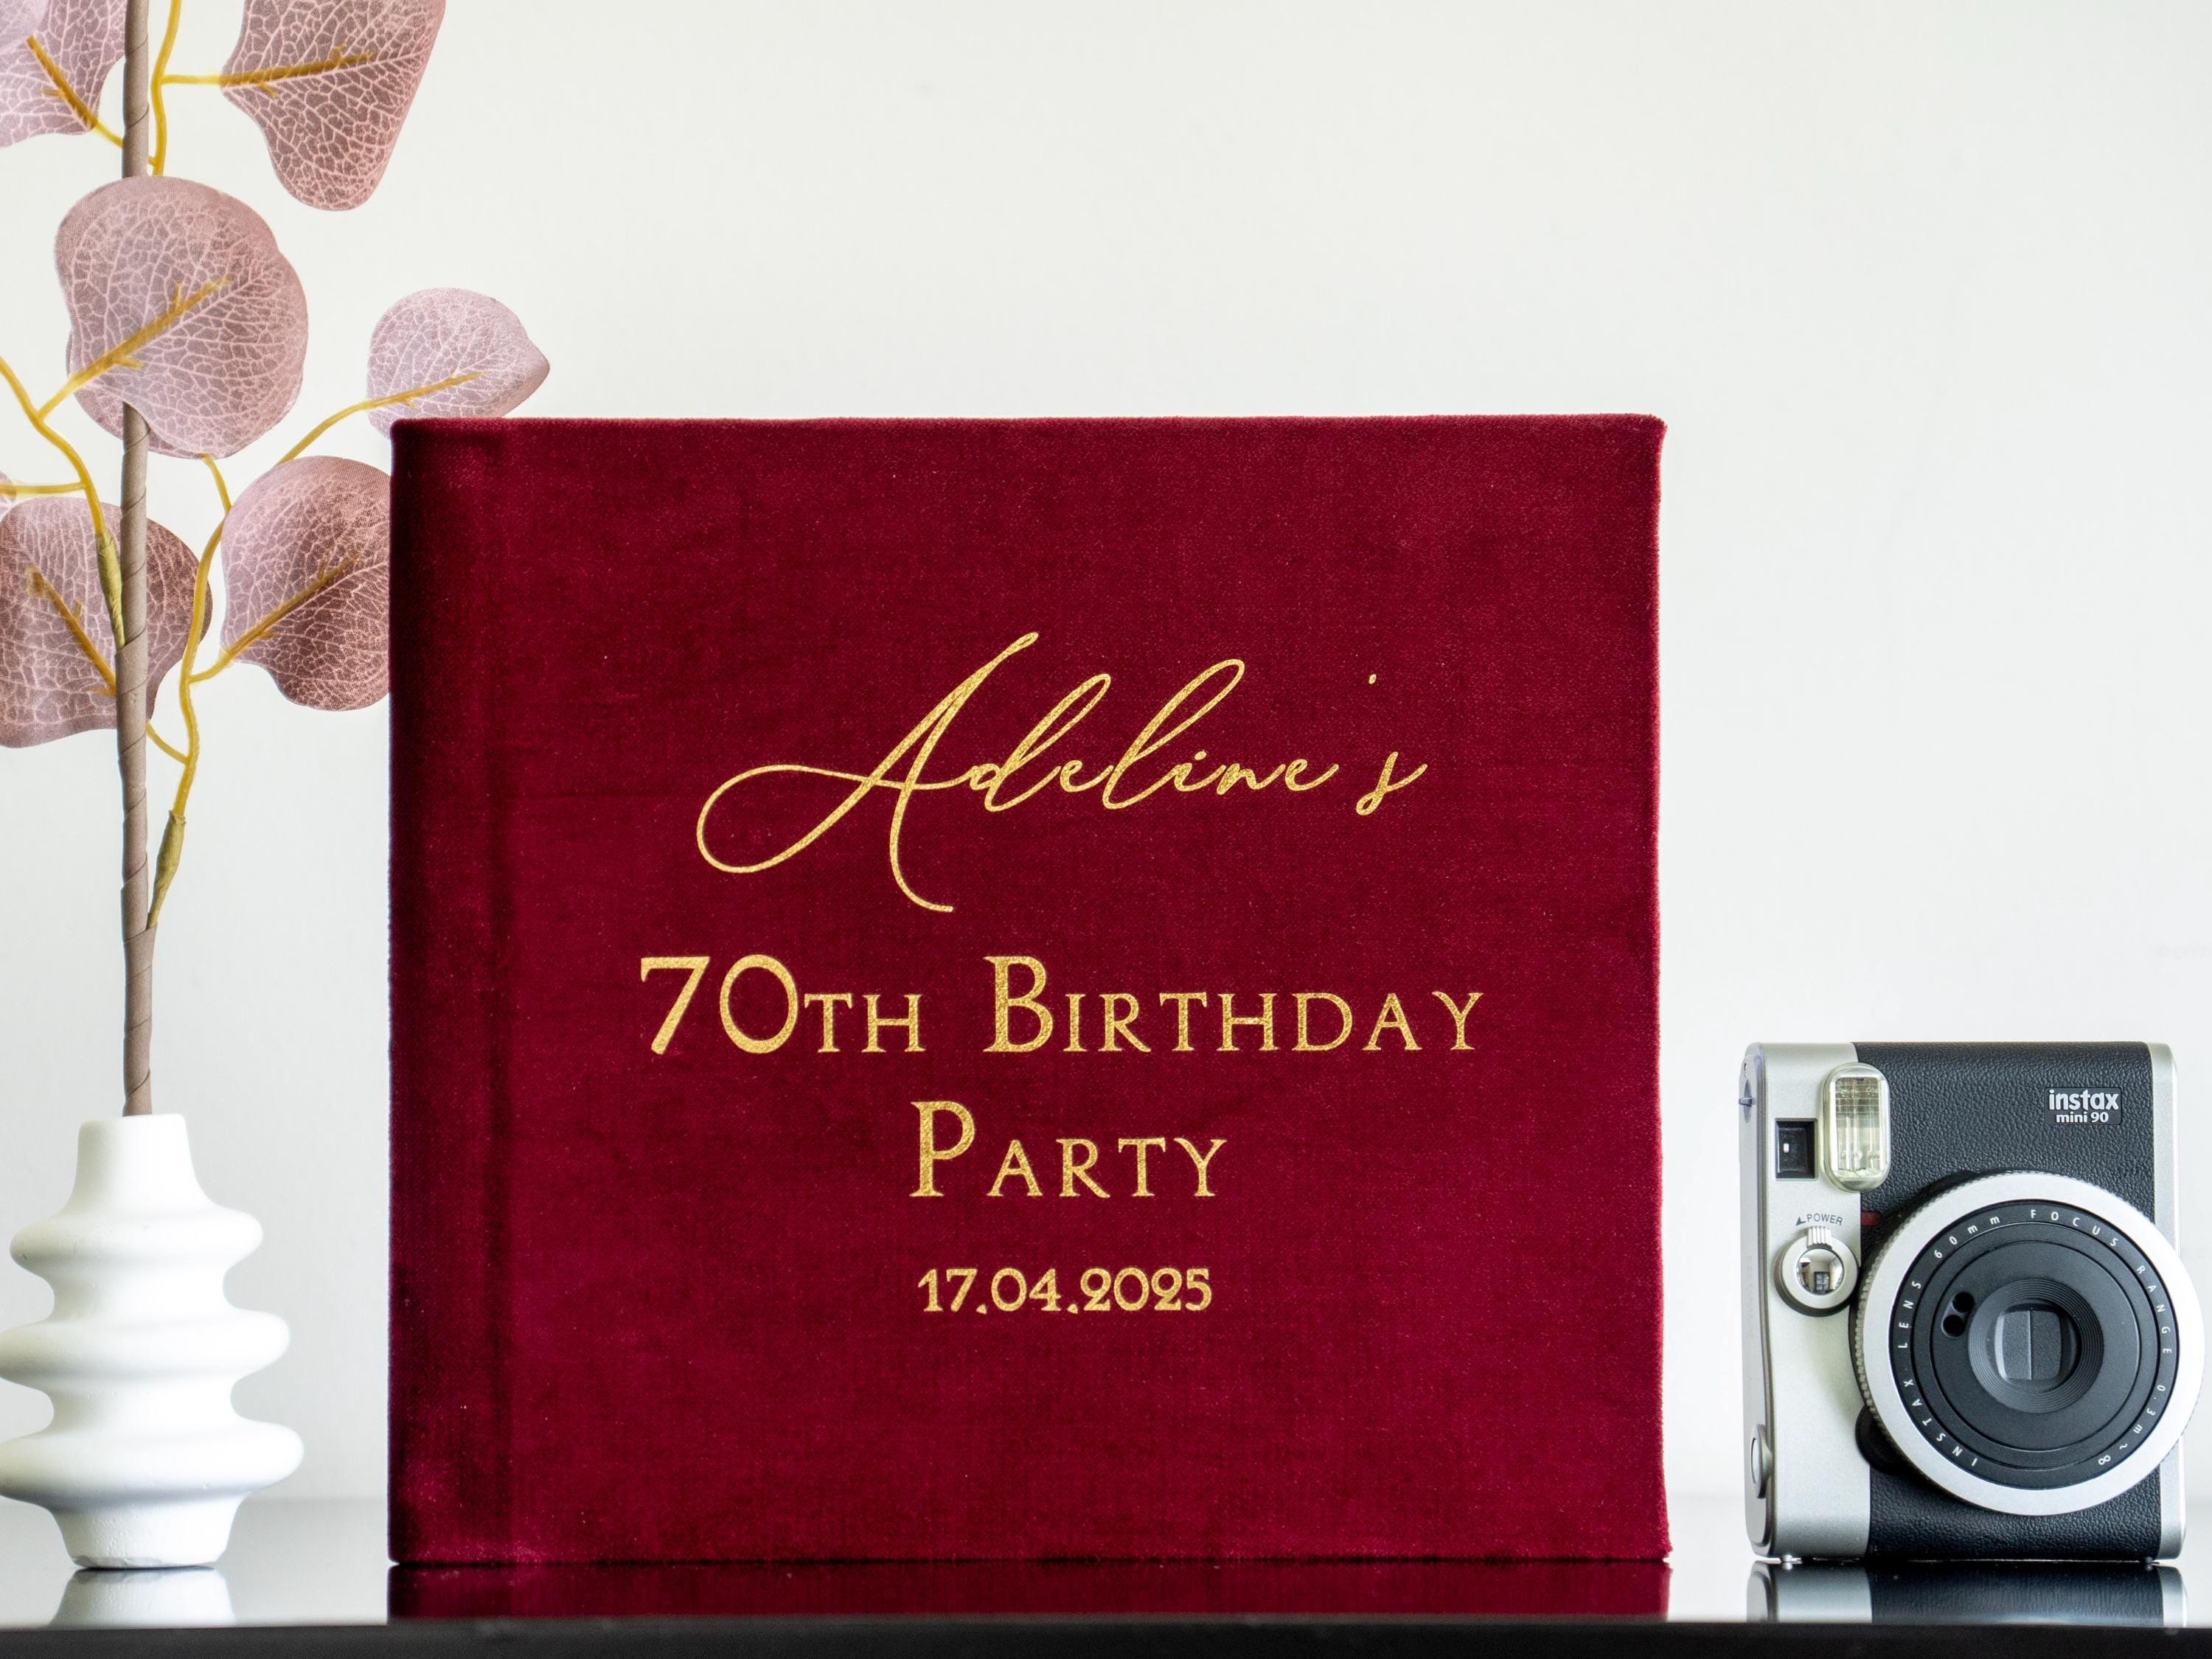 Adeline's
70th Birthday
Party
17.04.2025
instax
mini 90
POWER
INSTAX LENS 60mm FOCUS RANGE 0.3m~∞